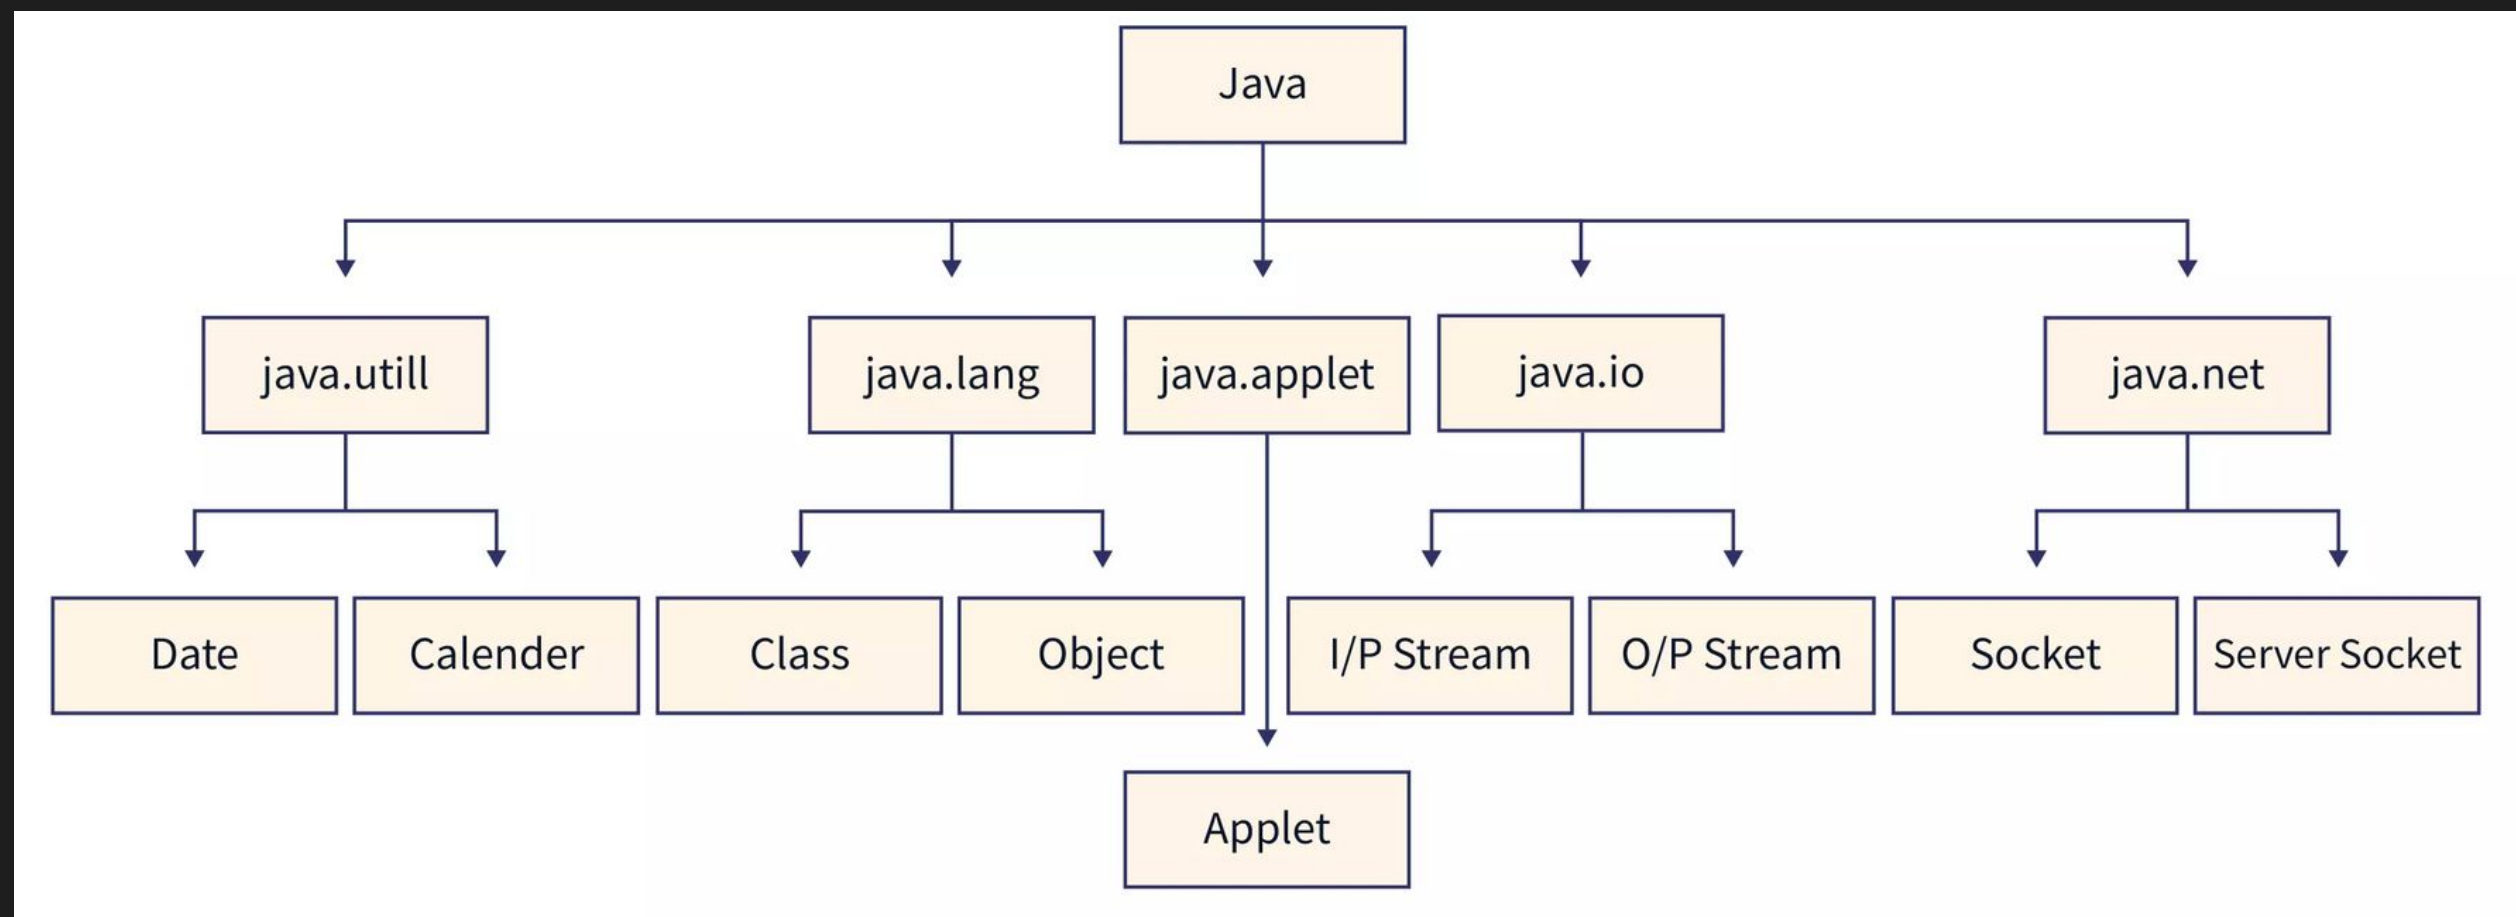 Java
java.utill
java.lang
java.applet
java.io
java.net
Date
Calender
Class
Object
I/P Stream
O/P Stream
Socket
Server Socket
Applet